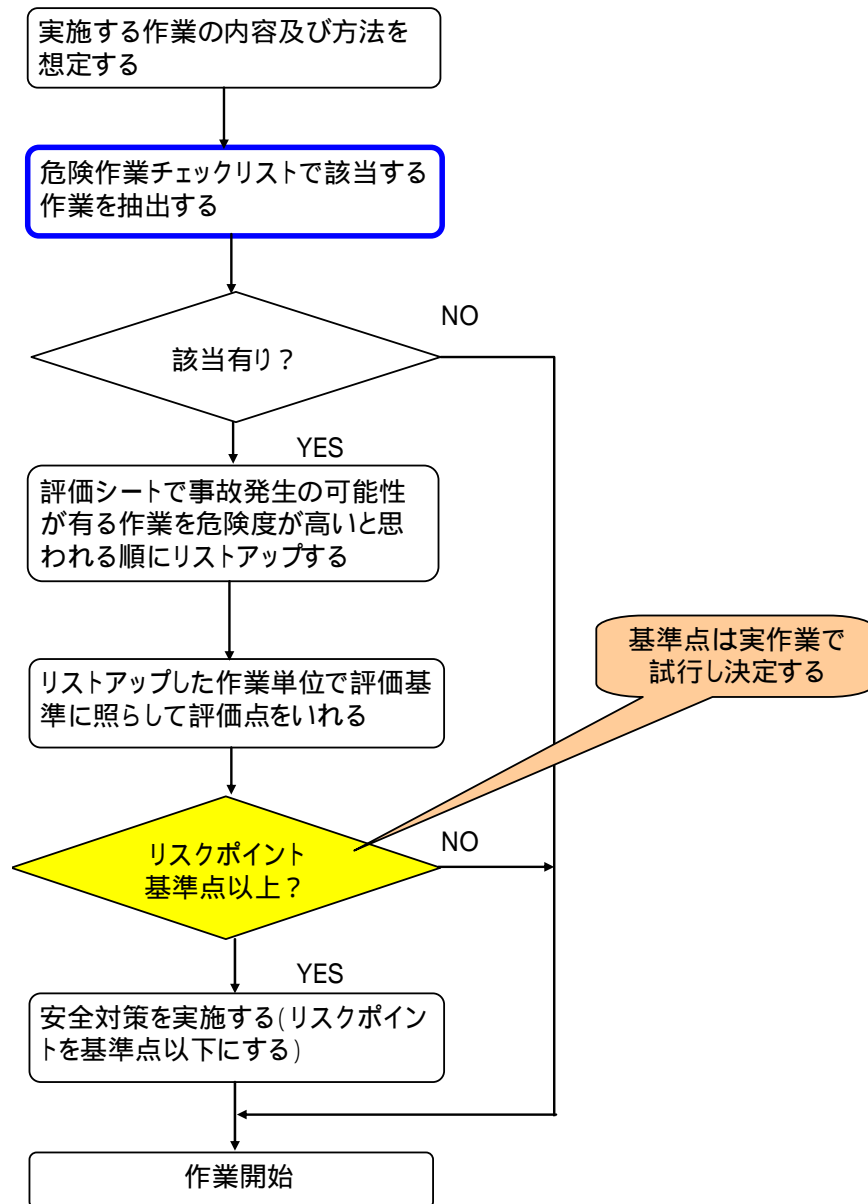 実施する作業の内容及び方法を
想定する
危険作業チェックリストで該当する
作業を抽出する
該当有り？
NO
YES
評価シートで事故発生の可能性
が有る作業を危険度が高いと思
われる順にリストアップする
基準点は実作業で
試行し決定する
リストアップした作業単位で評価基
準に照らして評価点をいれる
リスクポイント
基準点以上？
NO
YES
安全対策を実施する(リスクポイン
トを基準点以下にする)
作業開始